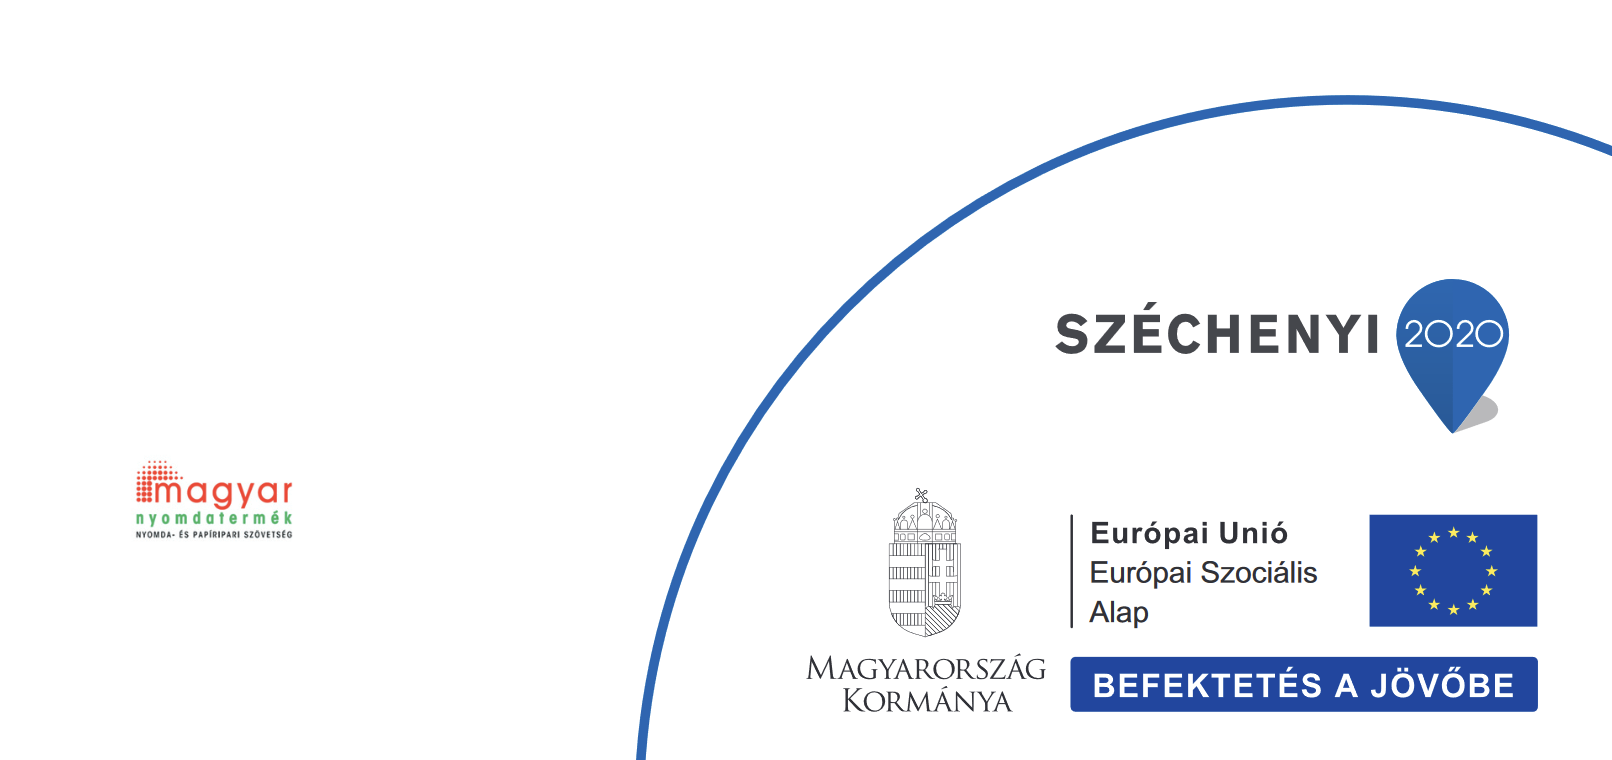 SZÉCHENYI 2020
magyar
nyomdatermék
NYOMDA- ÉS PAPÍRIPARI SZÖVETSÉG
MAGYARORSZÁG
KORMÁNYA
Európai Unió
Európai Szociális
Alap
BEFEKTETÉS A JÖVŐBE